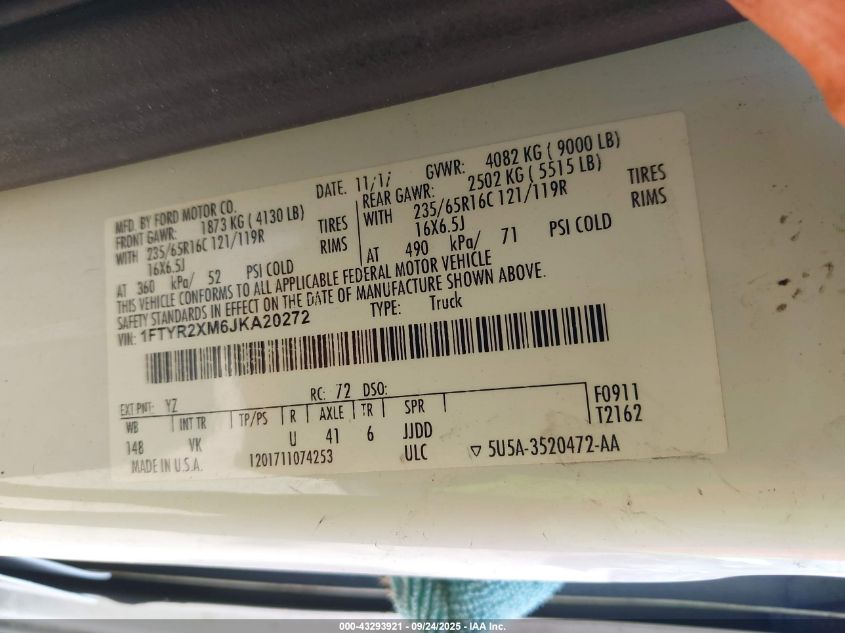 MFD. BY FORD MOTOR CO. DATE. 11/17 GVWR: 4082 KG ( 9000 LB)
FRONT GAWR: 1873 KG ( 4130 LB) REAR GAWR: 2502 KG ( 5515 LB)
WITH 235/65R16C 121/119R TIRES WITH 235/65R16C 121/119R TIRES
16X6.5J RIMS 16X6.5J RIMS
AT 360 kPa/ 52 PSI COLD AT 490 kPa/ 71 PSI COLD
THIS VEHICLE CONFORMS TO ALL APPLICABLE FEDERAL MOTOR VEHICLE
SAFETY STANDARDS IN EFFECT ON THE DATE OF MANUFACTURE SHOWN ABOVE.
VIN: 1FTYR2XM6JKA20272 TYPE: Truck
EXT PNT: YZ RC: 72 DSO: F0911
WB INT TR TP/PS R AXLE TR SPR T2162
148 VK U 41 6 JJDD
MADE IN U.S.A. 1201711074253 ULC ▽ 5U5A-3520472-AA
000-43293921 - 09/24/2025 - IAA Inc.